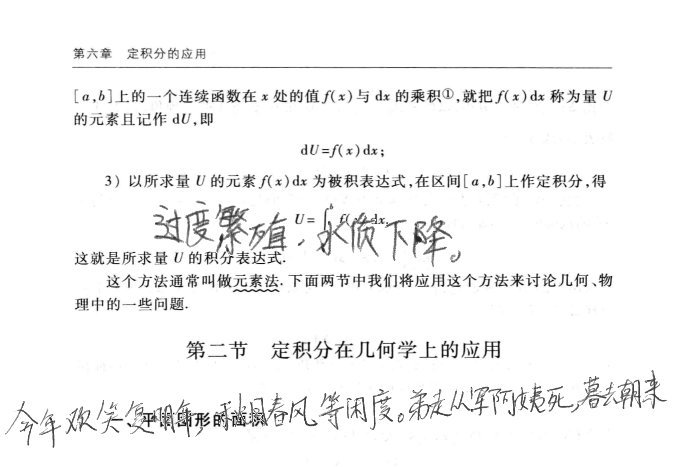 第六章 定积分的应用
[a,b]上的一个连续函数在 x 处的值 f(x)与 dx 的乘积①,就把 f(x)dx 称为量 U
的元素且记作 dU,即
dU=f(x)dx;
3) 以所求量 U 的元素 f(x)dx 为被积表达式,在区间[a,b]上作定积分,得
U=∫
过度繁殖,水质下降。
这就是所求量 U 的积分表达式.
这个方法通常叫做元素法. 下面两节中我们将应用这个方法来讨论几何、物
理中的一些问题.
第二节 定积分在几何学上的应用
今年欢笑复明年,秋月春风等闲度。弟走从军阿姨死,暮去朝来
平面图形的面积